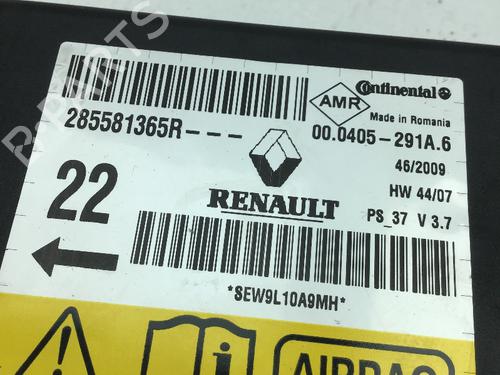 Continental
AMR
Made in Romania
285581365R---
00.0405-291A.6
46/2009
22
HW 44/07
RENAULT
PS_37 V 3.7
*SEW9L10A9MH*
AIRBAG